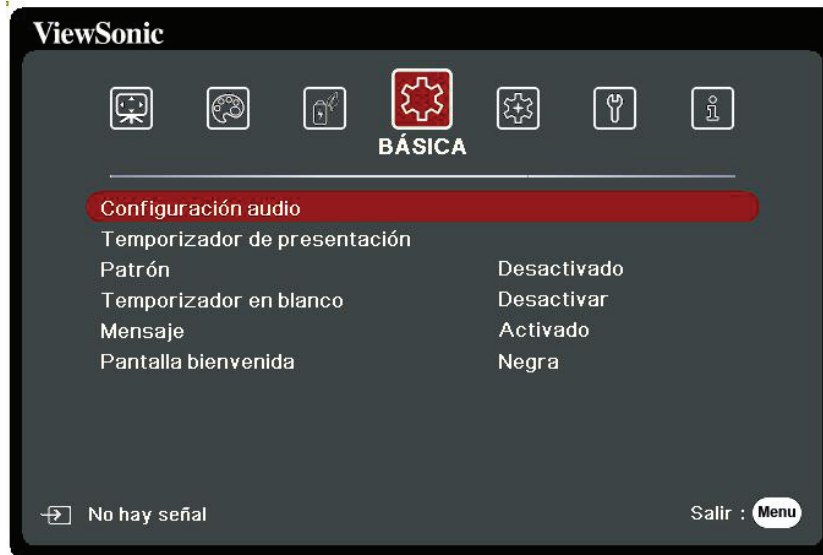 ViewSonic
BÁSICA
Configuración audio
Temporizador de presentación
Patrón Desactivado
Temporizador en blanco Desactivar
Mensaje Activado
Pantalla bienvenida Negra
No hay señal Salir : Menu